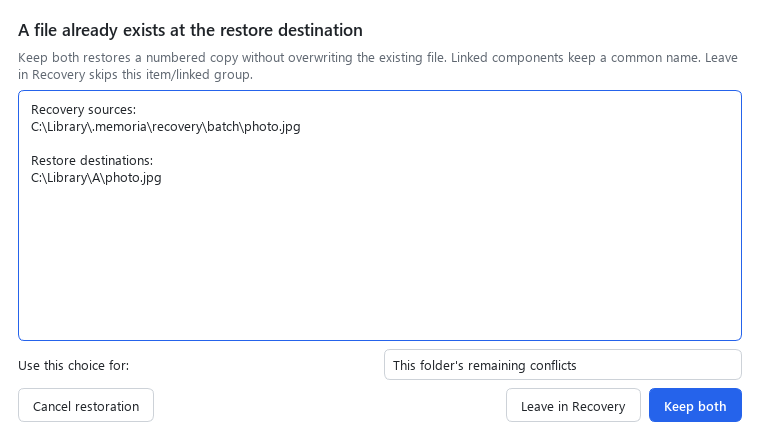 A file already exists at the restore destination
Keep both restores a numbered copy without overwriting the existing file. Linked components keep a common name. Leave
in Recovery skips this item/linked group.
Recovery sources:
C:\Library\.memoria\recovery\batch\photo.jpg
Restore destinations:
C:\Library\A\photo.jpg
Use this choice for:
This folder's remaining conflicts
Cancel restoration
Leave in Recovery
Keep both